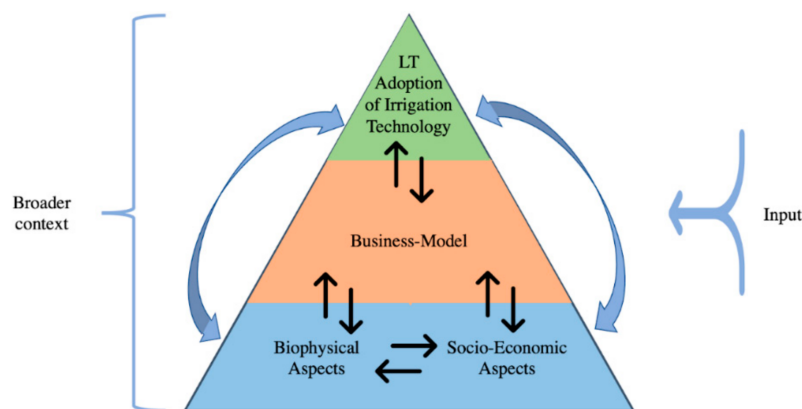 LT
Adoption
of Irrigation
Technology
Broader
context
Input
Business-Model
Biophysical
Aspects
Socio-Economic
Aspects